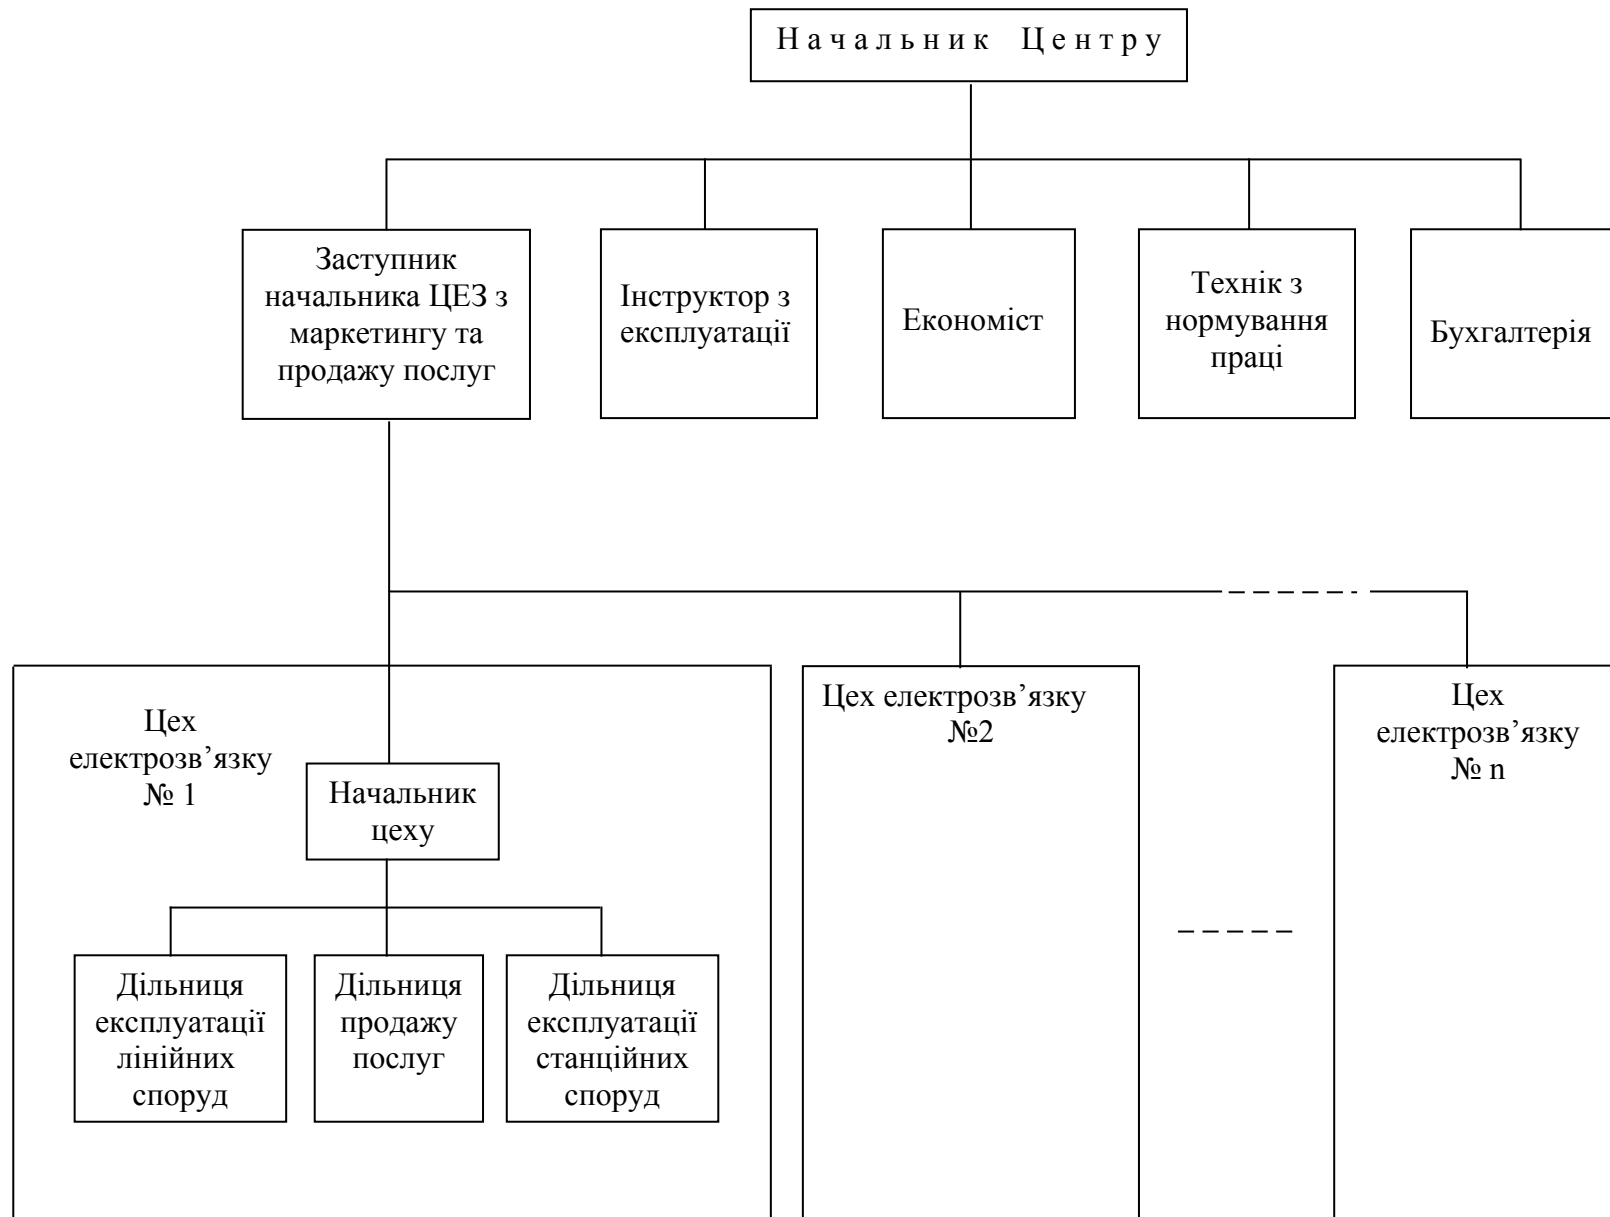 Начальник Центру
Заступник
начальника ЦЕЗ з
маркетингу та
продажу послуг
Інструктор з
експлуатації
Економіст
Технік з
нормування
праці
Бухгалтерія
Цех
електрозв’язку
№ 1
Начальник
цеху
Дільниця
експлуатації
лінійних
споруд
Дільниця
продажу
послуг
Дільниця
експлуатації
станційних
споруд
Цех електрозв’язку
№2
Цех
електрозв’язку
№ n